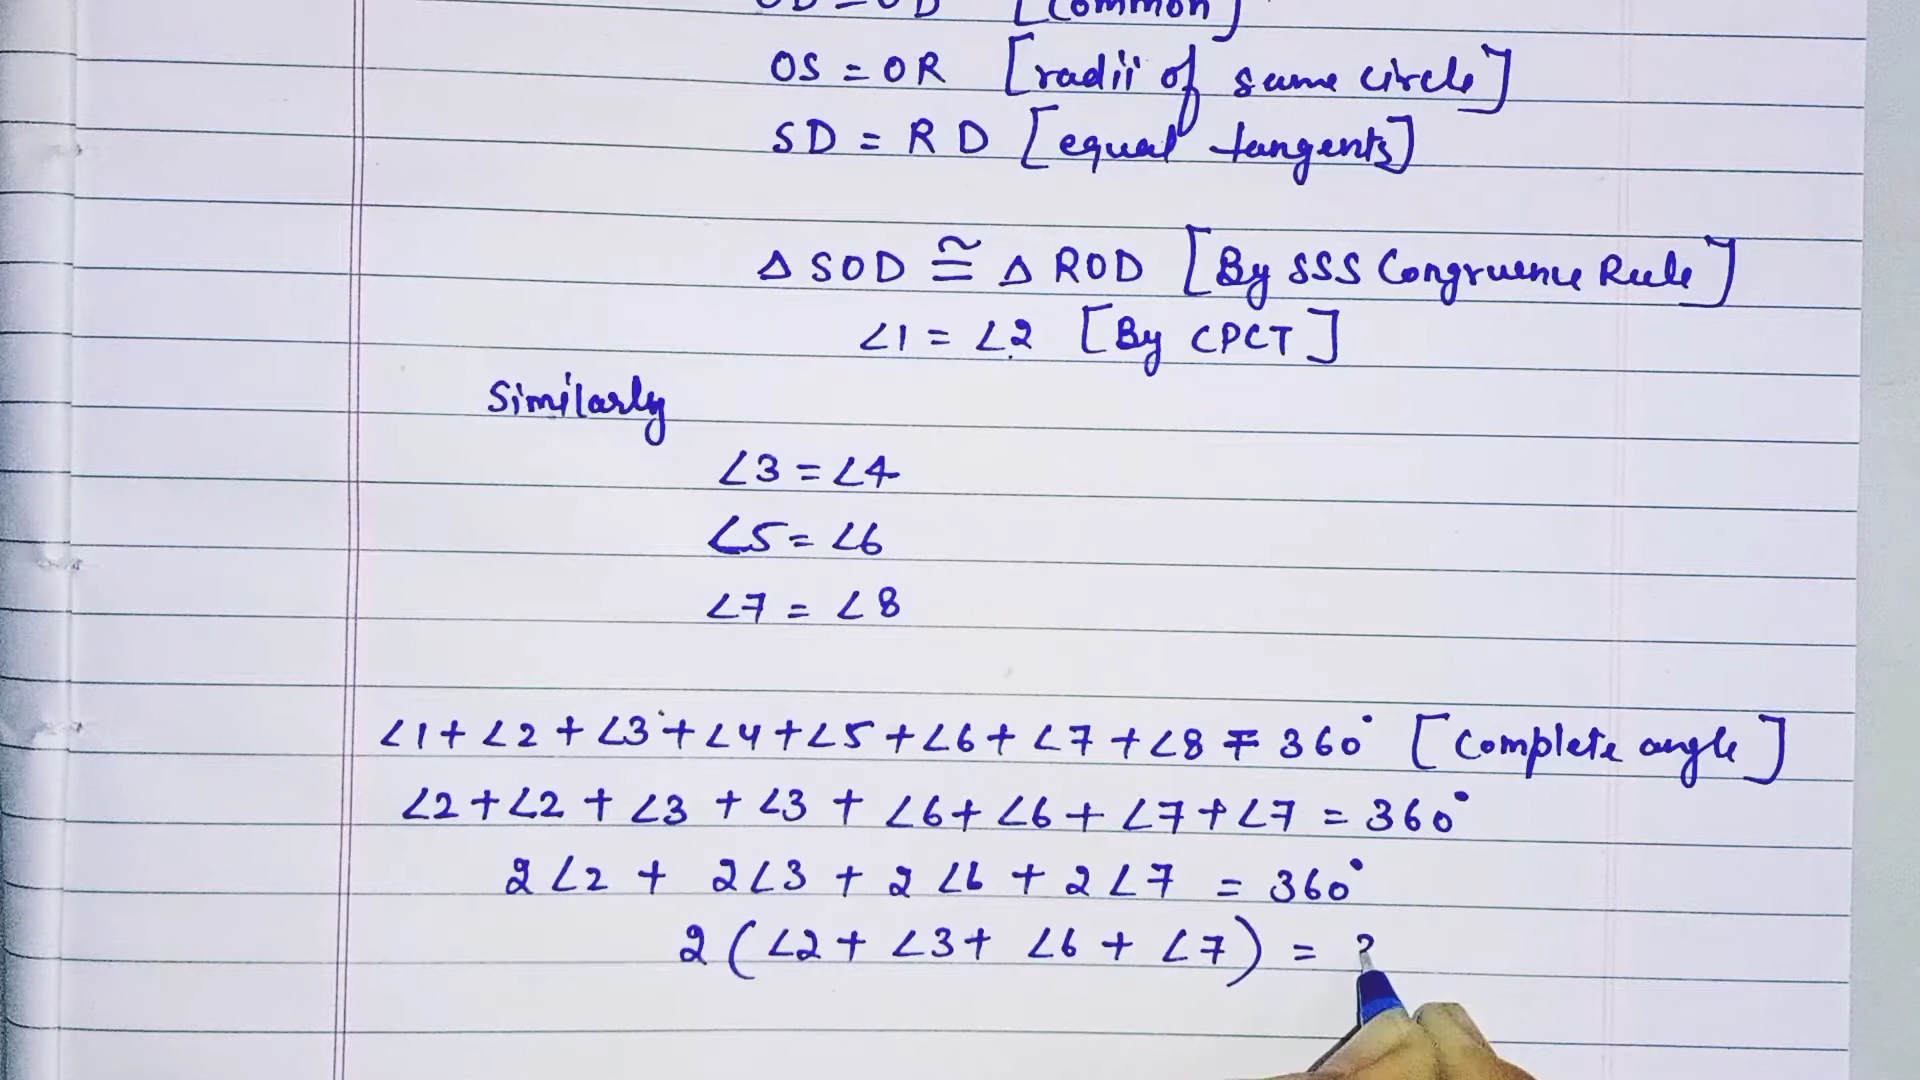 [Common]
OS = OR [radii of same circle]
SD = RD [equal tangents]
Δ SOD ≅ Δ ROD [By SSS Congruence Rule]
∠1 = ∠2 [By CPCT]
Similarly
∠3 = ∠4
∠5 = ∠6
∠7 = ∠8
∠1 + ∠2 + ∠3 + ∠4 + ∠5 + ∠6 + ∠7 + ∠8 = 360° [Complete angle]
∠2 + ∠2 + ∠3 + ∠3 + ∠6 + ∠6 + ∠7 + ∠7 = 360°
2∠2 + 2∠3 + 2∠6 + 2∠7 = 360°
2(∠2 + ∠3 + ∠6 + ∠7) =